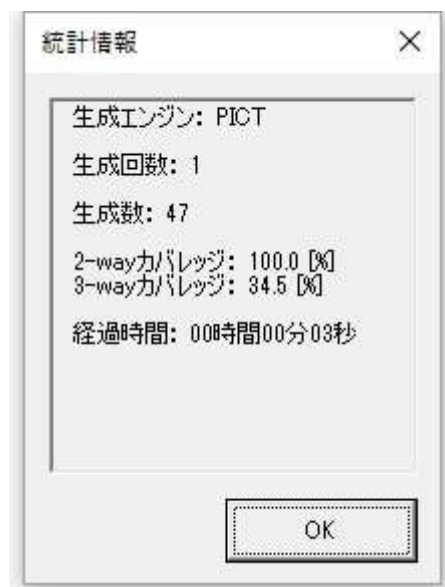 統計情報
生成エンジン: PICT
生成回数: 1
生成数: 47
2-wayカバレッジ: 100.0 [%]
3-wayカバレッジ: 34.5 [%]
経過時間: 00時間00分03秒
OK